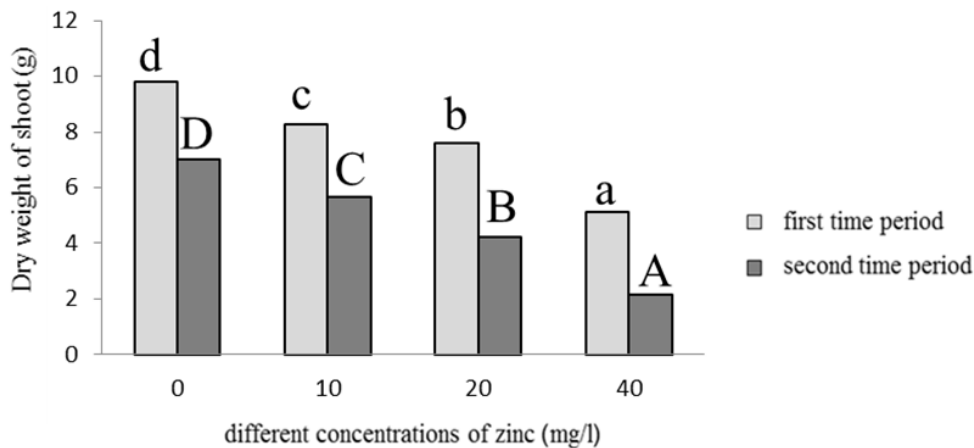 Dry weight of shoot (g)
12
10
8
6
4
2
0
d
D
c
C
b
B
a
A
0
10
20
40
different concentrations of zinc (mg/l)
first time period
second time period